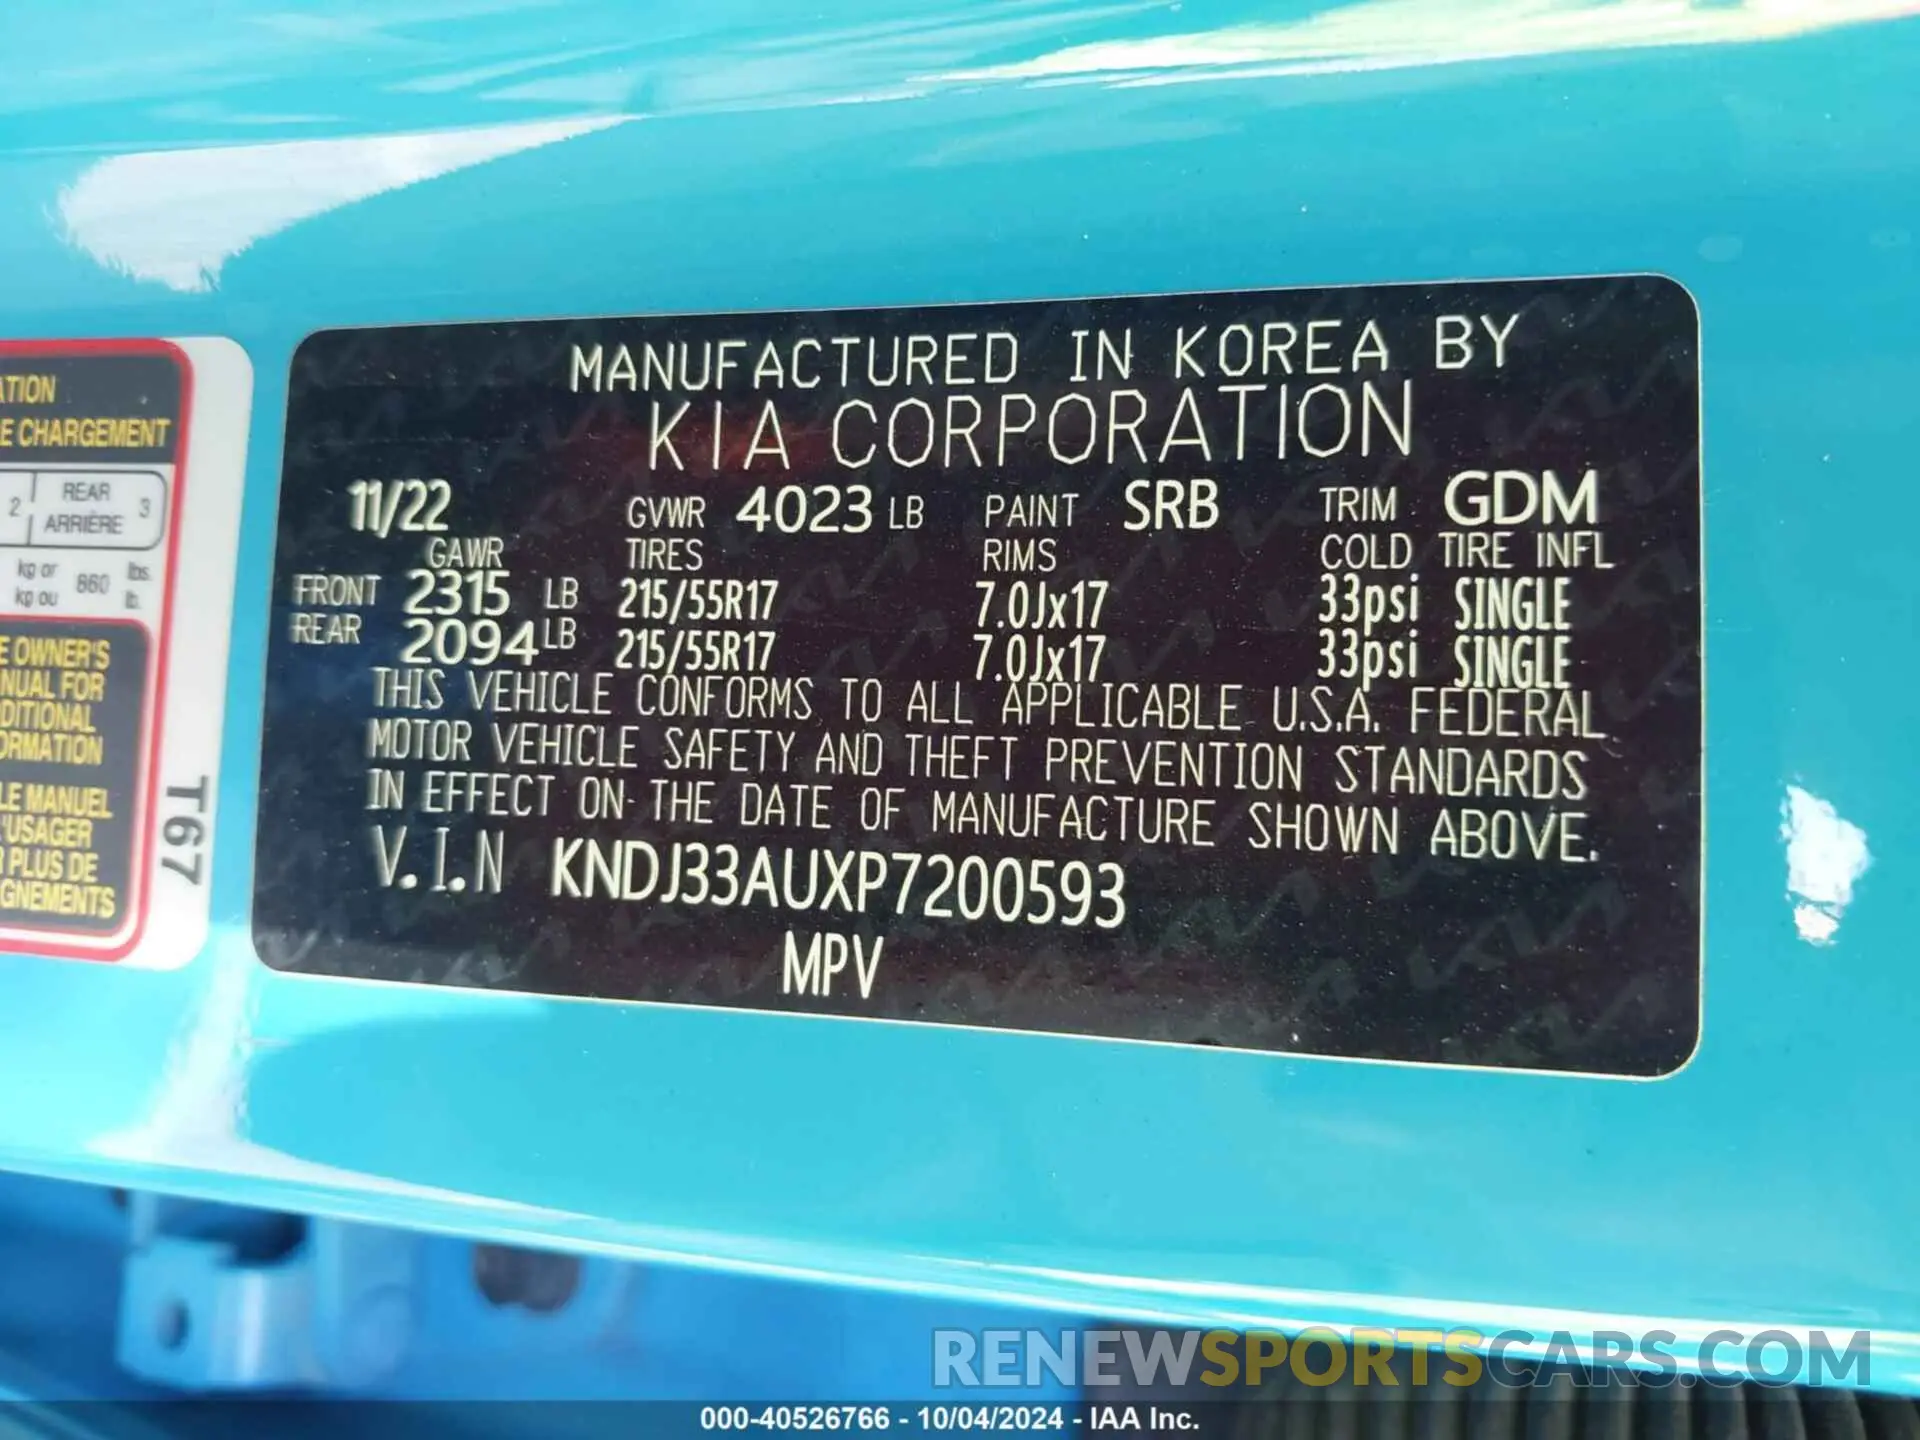 MANUFACTURED IN KOREA BY
KIA CORPORATION
11/22 GVWR 4023 LB PAINT SRB TRIM GDM
GAWR TIRES RIMS COLD TIRE INFL
FRONT 2315 LB 215/55R17 7.0Jx17 33psi SINGLE
REAR 2094 LB 215/55R17 7.0Jx17 33psi SINGLE
THIS VEHICLE CONFORMS TO ALL APPLICABLE U.S.A. FEDERAL
MOTOR VEHICLE SAFETY AND THEFT PREVENTION STANDARDS
IN EFFECT ON THE DATE OF MANUFACTURE SHOWN ABOVE.
V.I.N KNDJ33AUXP7200593
MPV
ATION
E CHARGEMENT
2 REAR 3
ARRIÈRE
kg or 860 lbs.
kg ou lb.
E OWNER'S
NUAL FOR
DITIONAL
ORMATION
LE MANUEL
L'USAGER
R PLUS DE
GNEMENTS
T67
RENEWSPORTSCARS.COM
000-40526766 - 10/04/2024 - IAA Inc.